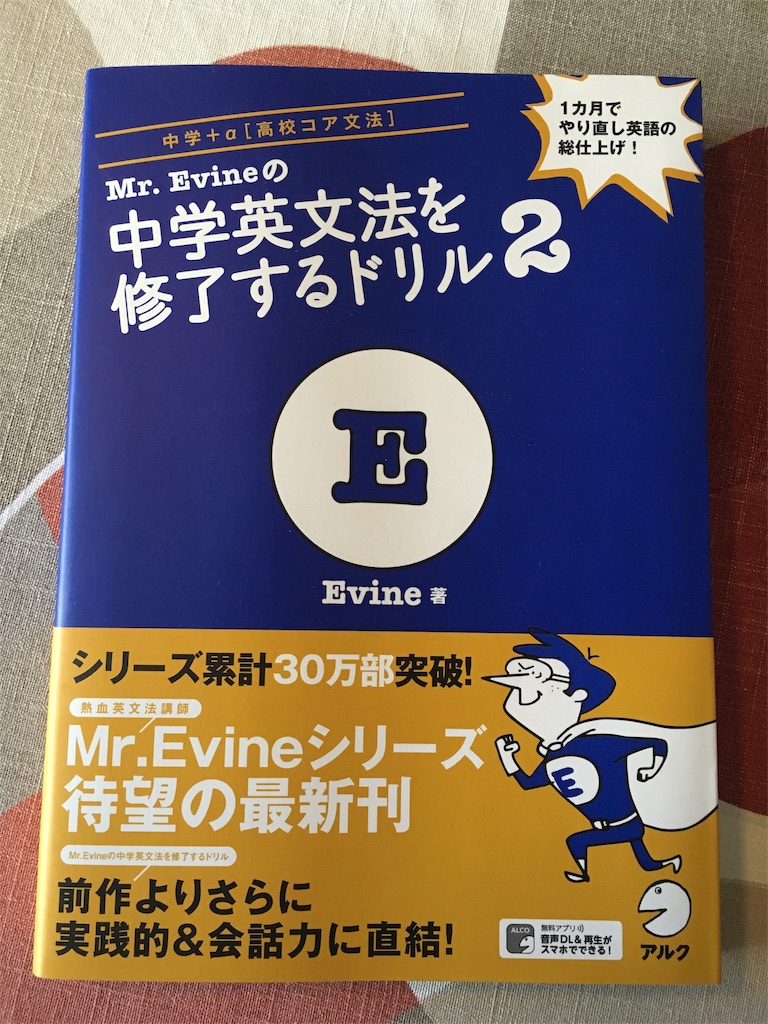 中学+α[高校コア文法]
1カ月で
やり直し英語の
総仕上げ!
Mr. Evineの
中学英文法を
修了するドリル2
E
Evine 著
シリーズ累計30万部突破!
熱血英文法講師
Mr.Evineシリーズ
待望の最新刊
Mr.Evineの中学英文法を修了するドリル
前作よりさらに
実践的&会話力に直結!
E
ALCO
無料アプリ
音声DL&再生が
スマホでできる!
アルク